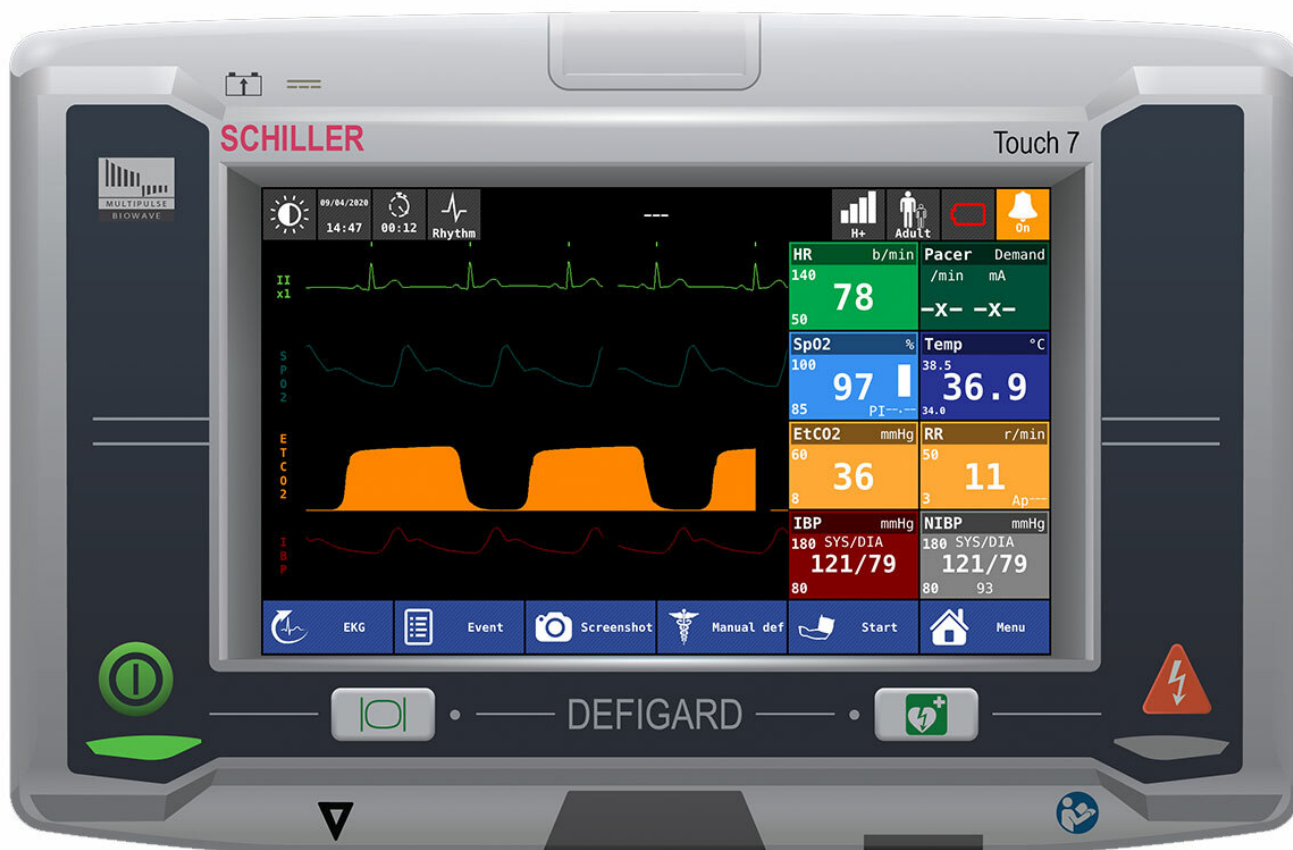 SCHILLER
Touch 7
MULTIPULSE
BIOWAVE
09/04/2020
14:47
00:12
Rhythm
---
H+
Adult
On
II
x1
SPO2
ETCO2
IBP
HR b/min
140
78
50
Pacer Demand
/min mA
-x- -x-
SpO2 %
100
97
85
PI--.--
Temp °C
38.5
36.9
34.0
EtCO2 mmHg
60
36
8
RR r/min
50
11
3
Ap---
IBP mmHg
180 SYS/DIA
121/79
80
NIBP mmHg
180 SYS/DIA
121/79
80 93
EKG
Event
Screenshot
Manual def
Start
Menu
DEFIGARD